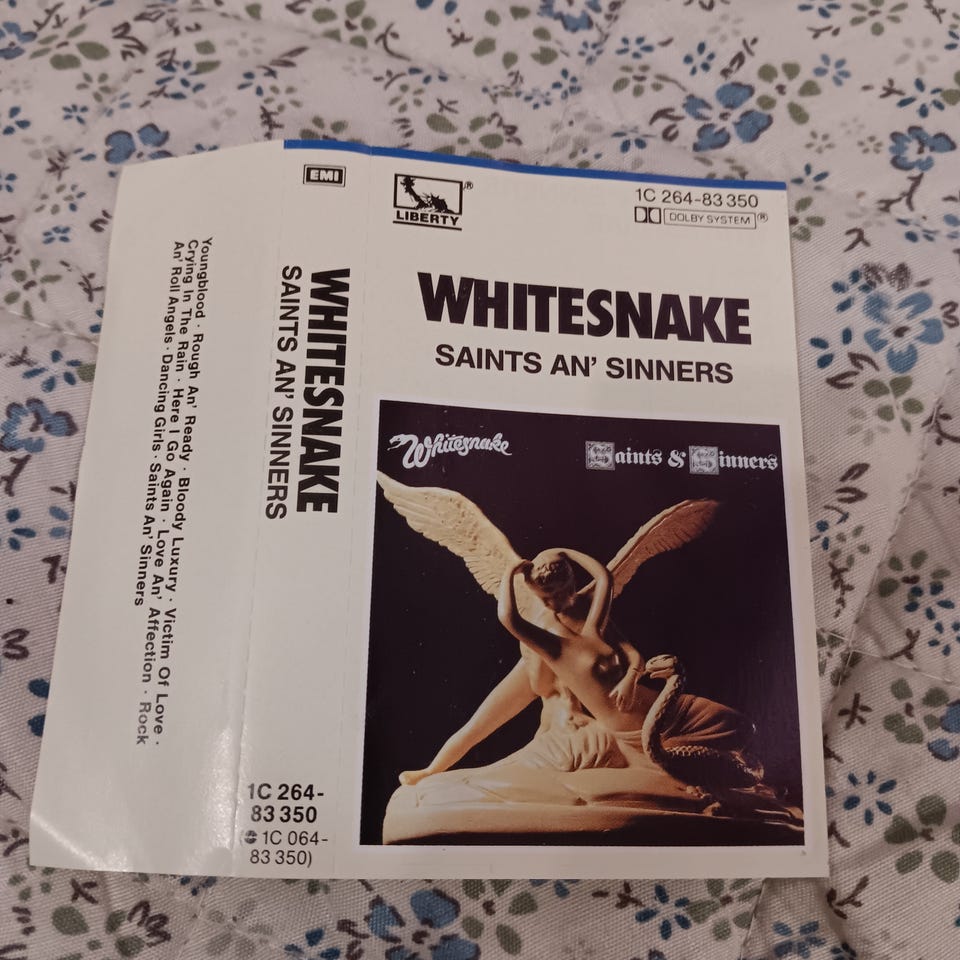 Youngblood · Rough An' Ready · Bloody Luxury · Victim Of Love ·
Crying In The Rain · Here I Go Again · Love An' Affection · Rock
An' Roll Angels · Dancing Girls · Saints An' Sinners
EMI
WHITESNAKE
SAINTS AN' SINNERS
1C 264-
83 350
(1C 064-
83 350)
LIBERTY ®
1C 264-83 350
DOLBY SYSTEM ®
WHITESNAKE
SAINTS AN' SINNERS
Whitesnake
Saints & Sinners